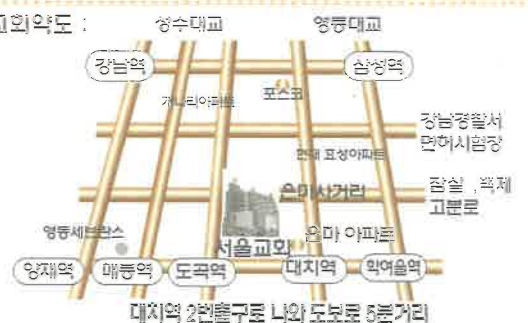 교회약도 :
성수대교 영동대교
강남역 삼성역
개나리아파트 포스코
강남경찰서
면허시험장
현대 효성아파트
은마사거리 잠실 , 백제
고분로
영동세브란스
서울교회 은마 아파트
양재역 매봉역 도곡역 대치역 학여울역
대치역 2번출구로 나와 도보로 5분거리